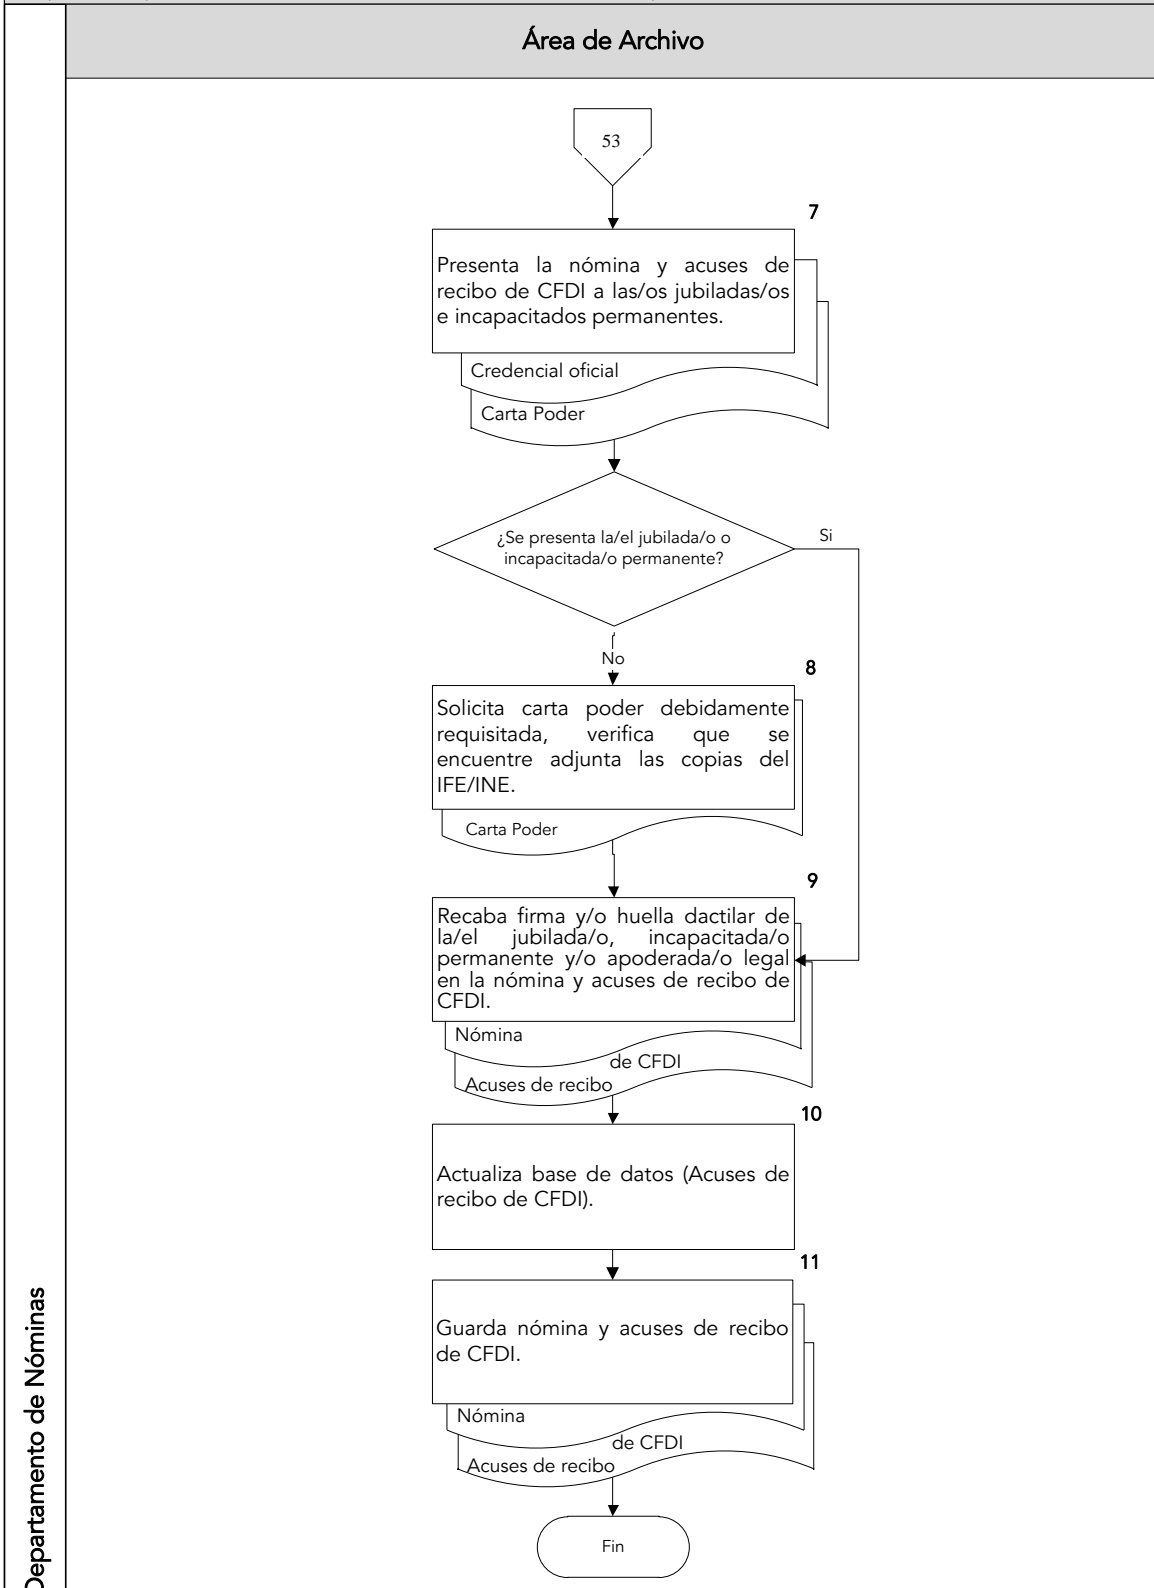 Área de Archivo
53
7
Presenta la nómina y acuses de
recibo de CFDI a las/os jubiladas/os
e incapacitados permanentes.
Credencial oficial
Carta Poder
¿Se presenta la/el jubilada/o o
incapacitada/o permanente?
Si
No
8
Solicita carta poder debidamente
requisitada, verifica que se
encuentre adjunta las copias del
IFE/INE.
Carta Poder
9
Recaba firma y/o huella dactilar de
la/el jubilada/o, incapacitada/o
permanente y/o apoderada/o legal
en la nómina y acuses de recibo de
CFDI.
Nómina
de CFDI
Acuses de recibo
10
Actualiza base de datos (Acuses de
recibo de CFDI).
11
Guarda nómina y acuses de recibo
de CFDI.
Nómina
de CFDI
Acuses de recibo
Fin
Departamento de Nóminas